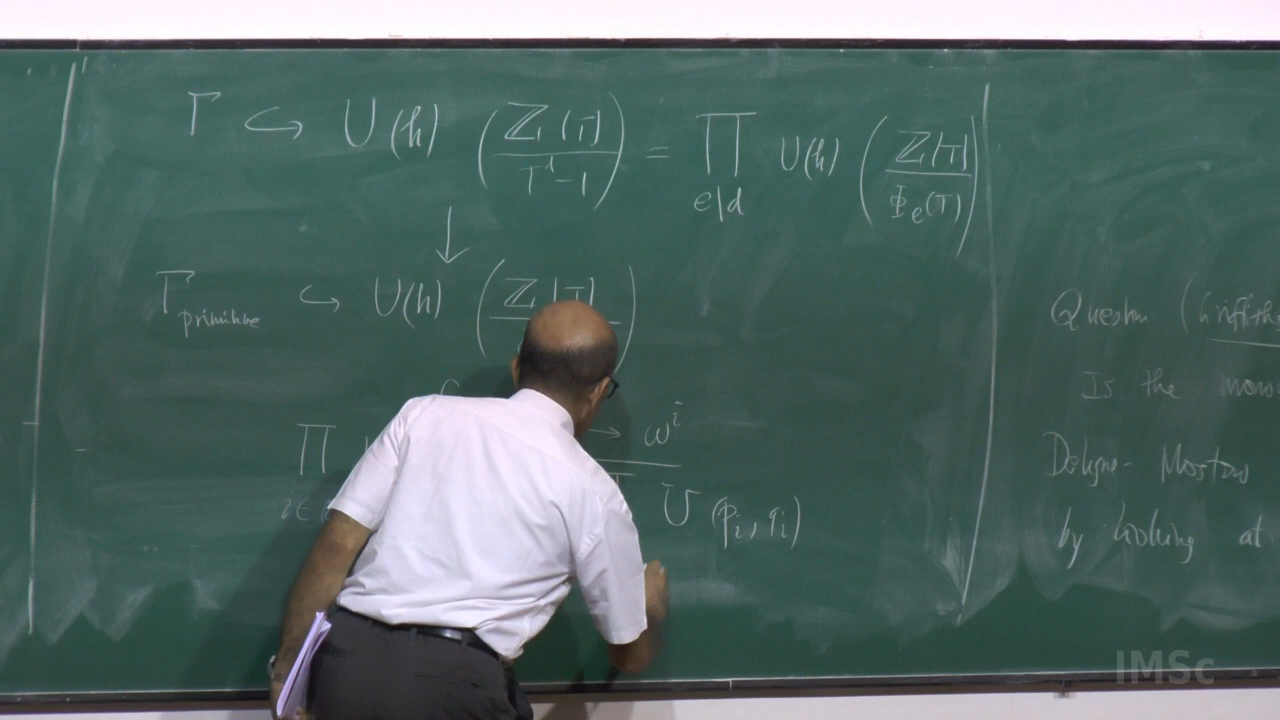 Γ ↪ U(h) (Z[T] / T^d - 1) = ∏_{e|d} U(h) (Z[T] / Φ_e(T))
↓
Γ_primitive ↪ U(h) (Z[T]
∏ → ω^i
U(p_i, q_i)
Question (Griffiths
Is the
Deligne - Mostow
by looking at
IMSc